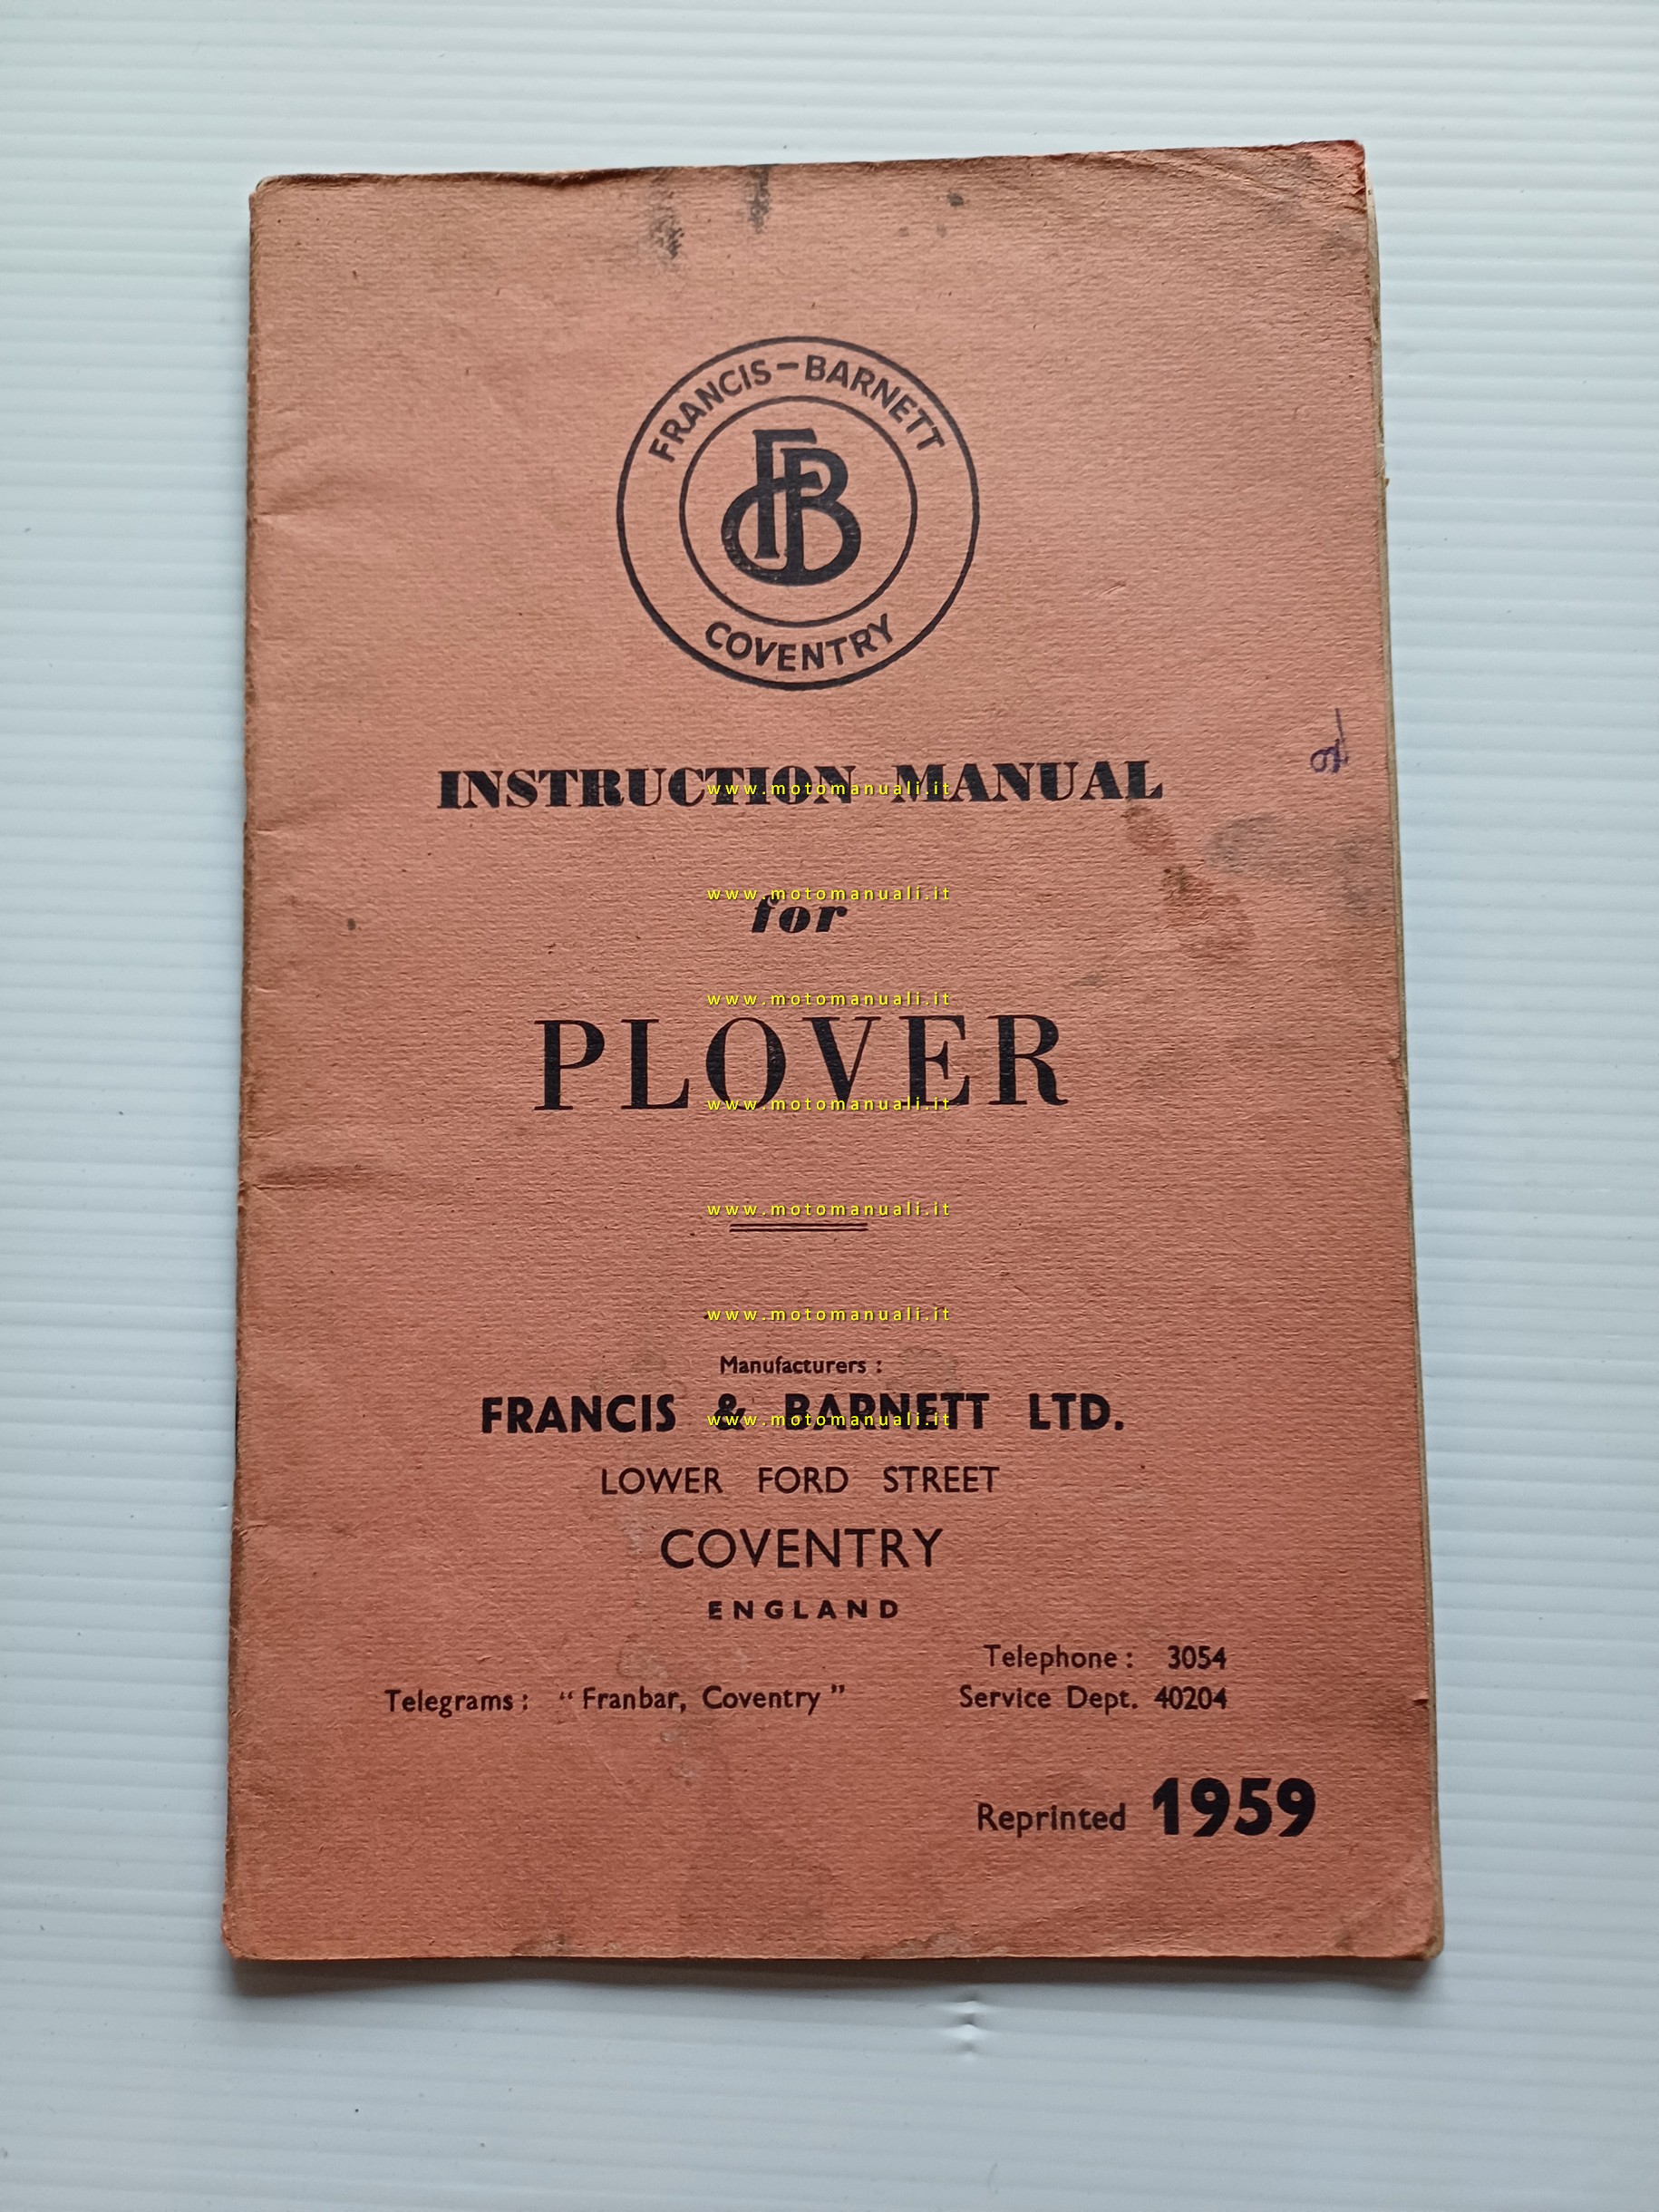 FRANCIS-BARNETT
FB
COVENTRY
INSTRUCTION MANUAL
www.motomanuali.it
www.motomanuali.it
for
www.motomanuali.it
PLOVER
www.motomanuali.it
www.motomanuali.it
www.motomanuali.it
Manufacturers :
FRANCIS & BARNETT LTD.
www.motomanuali.it
LOWER FORD STREET
COVENTRY
ENGLAND
Telephone : 3054
Telegrams : “Franbar, Coventry” Service Dept. 40204
Reprinted 1959